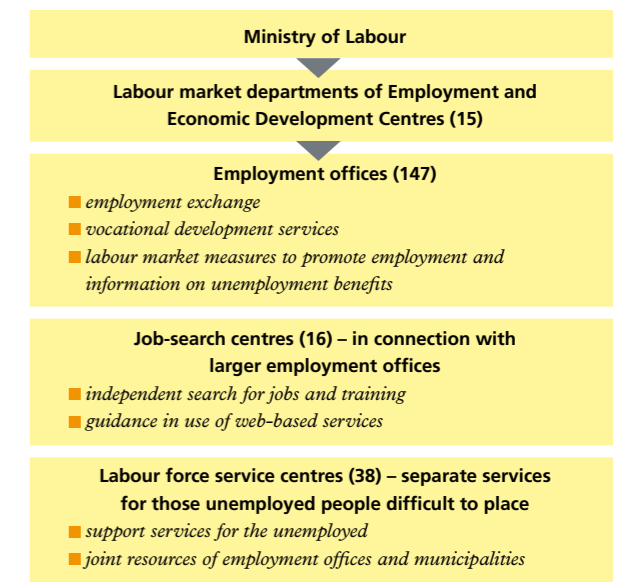 Ministry of Labour
Labour market departments of Employment and
Economic Development Centres (15)
Employment offices (147)
employment exchange
vocational development services
labour market measures to promote employment and
information on unemployment benefits
Job-search centres (16) – in connection with
larger employment offices
independent search for jobs and training
guidance in use of web-based services
Labour force service centres (38) – separate services
for those unemployed people difficult to place
support services for the unemployed
joint resources of employment offices and municipalities